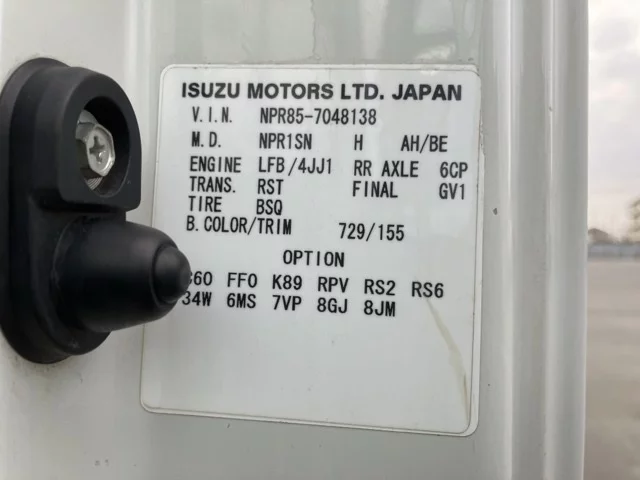 ISUZU MOTORS LTD. JAPAN
V.I.N. NPR85-7048138
M.D. NPR1SN H AH/BE
ENGINE LFB/4JJ1 RR AXLE 6CP
TRANS. RST FINAL GV1
TIRE BSQ
B.COLOR/TRIM 729/155
OPTION
FF0 K89 RPV RS2 RS6
34W 6MS 7VP 8GJ 8JM